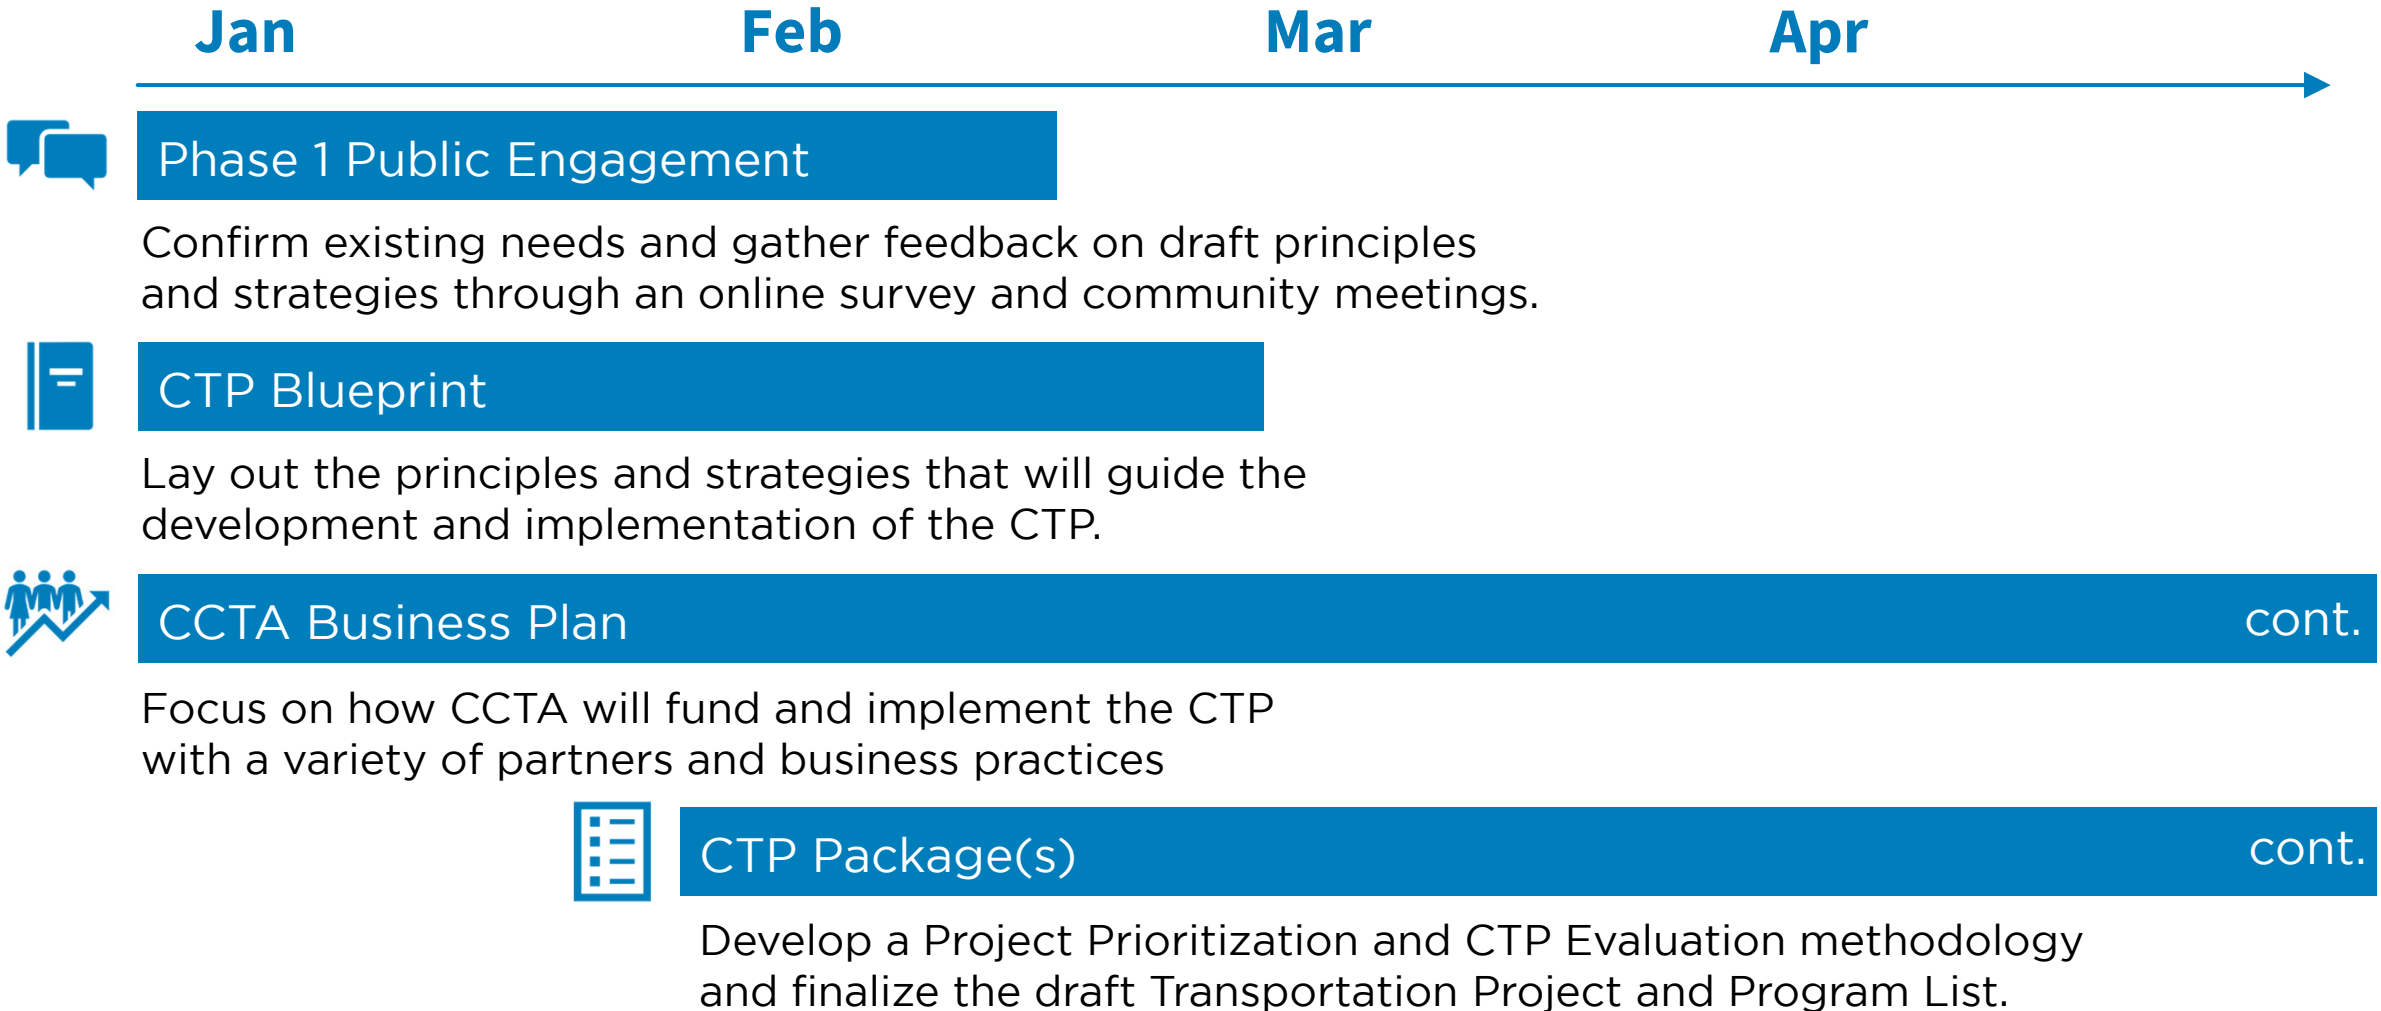 Jan Feb Mar Apr
Phase 1 Public Engagement
Confirm existing needs and gather feedback on draft principles
and strategies through an online survey and community meetings.
CTP Blueprint
Lay out the principles and strategies that will guide the
development and implementation of the CTP.
CCTA Business Plan cont.
Focus on how CCTA will fund and implement the CTP
with a variety of partners and business practices
CTP Package(s) cont.
Develop a Project Prioritization and CTP Evaluation methodology
and finalize the draft Transportation Project and Program List.